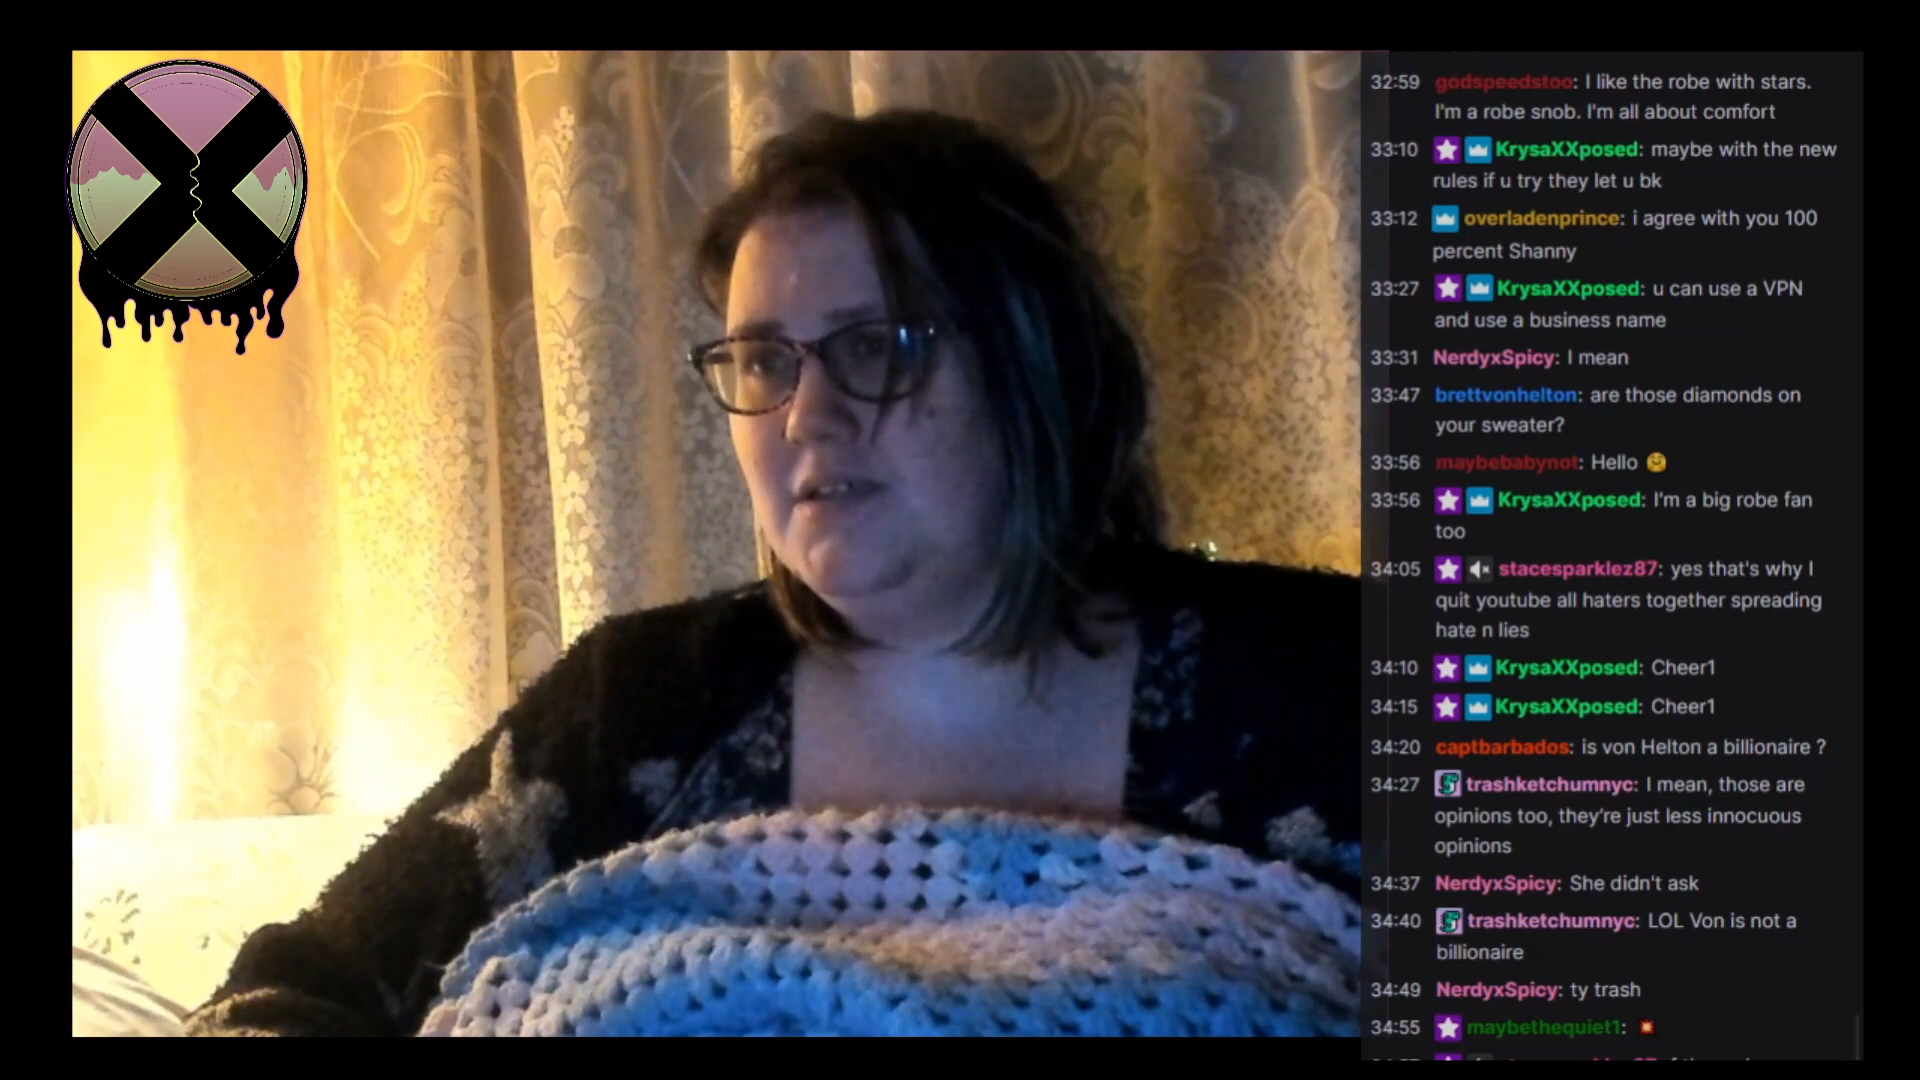 32:59 godspeedstoo: I like the robe with stars.
I'm a robe snob. I'm all about comfort
33:10 KrysaXXposed: maybe with the new
rules if u try they let u bk
33:12 overladenprince: i agree with you 100
percent Shanny
33:27 KrysaXXposed: u can use a VPN
and use a business name
33:31 NerdyxSpicy: I mean
33:47 brettvonhelton: are those diamonds on
your sweater?
33:56 maybebabynot: Hello 🤗
33:56 KrysaXXposed: I'm a big robe fan
too
34:05 stacesparklez87: yes that's why I
quit youtube all haters together spreading
hate n lies
34:10 KrysaXXposed: Cheer1
34:15 KrysaXXposed: Cheer1
34:20 captbarbados: is von Helton a billionaire ?
34:27 trashketchumnyc: I mean, those are
opinions too, they're just less innocuous
opinions
34:37 NerdyxSpicy: She didn't ask
34:40 trashketchumnyc: LOL Von is not a
billionaire
34:49 NerdyxSpicy: ty trash
34:55 maybethequiet1: 💥